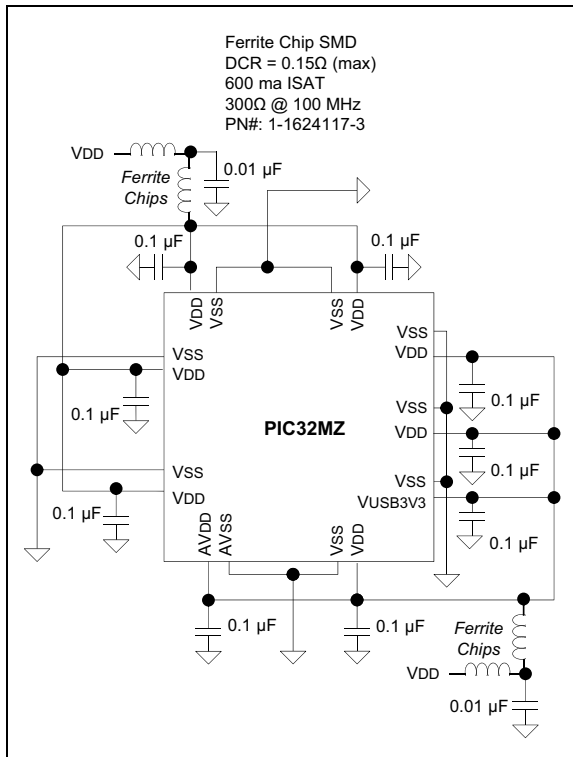 Ferrite Chip SMD
DCR = 0.15Ω (max)
600 ma ISAT
300Ω @ 100 MHz
PN#: 1-1624117-3
VDD
0.01 µF
Ferrite
Chips
0.1 µF
0.1 µF
VDD
VSS
VSS
VDD
VSS
VDD
0.1 µF
VSS
VDD
0.1 µF
PIC32MZ
VSS
VDD
0.1 µF
VSS
VDD
0.1 µF
VSS
VUSB3V3
0.1 µF
AVDD
AVSS
VSS
VDD
0.1 µF
0.1 µF
Ferrite
Chips
VDD
0.01 µF